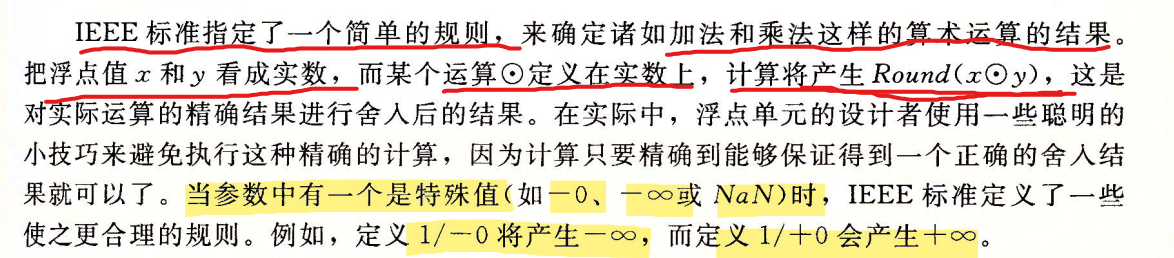 IEEE 标准指定了一个简单的规则，来确定诸如加法和乘法这样的算术运算的结果。
把浮点值 x 和 y 看成实数，而某个运算⊙定义在实数上，计算将产生 Round(x⊙y)，这是
对实际运算的精确结果进行舍入后的结果。在实际中，浮点单元的设计者使用一些聪明的
小技巧来避免执行这种精确的计算，因为计算只要精确到能够保证得到一个正确的舍入结
果就可以了。当参数中有一个是特殊值(如－0、－∞或 NaN)时，IEEE 标准定义了一些
使之更合理的规则。例如，定义 1/－0 将产生－∞，而定义 1/＋0 会产生＋∞。